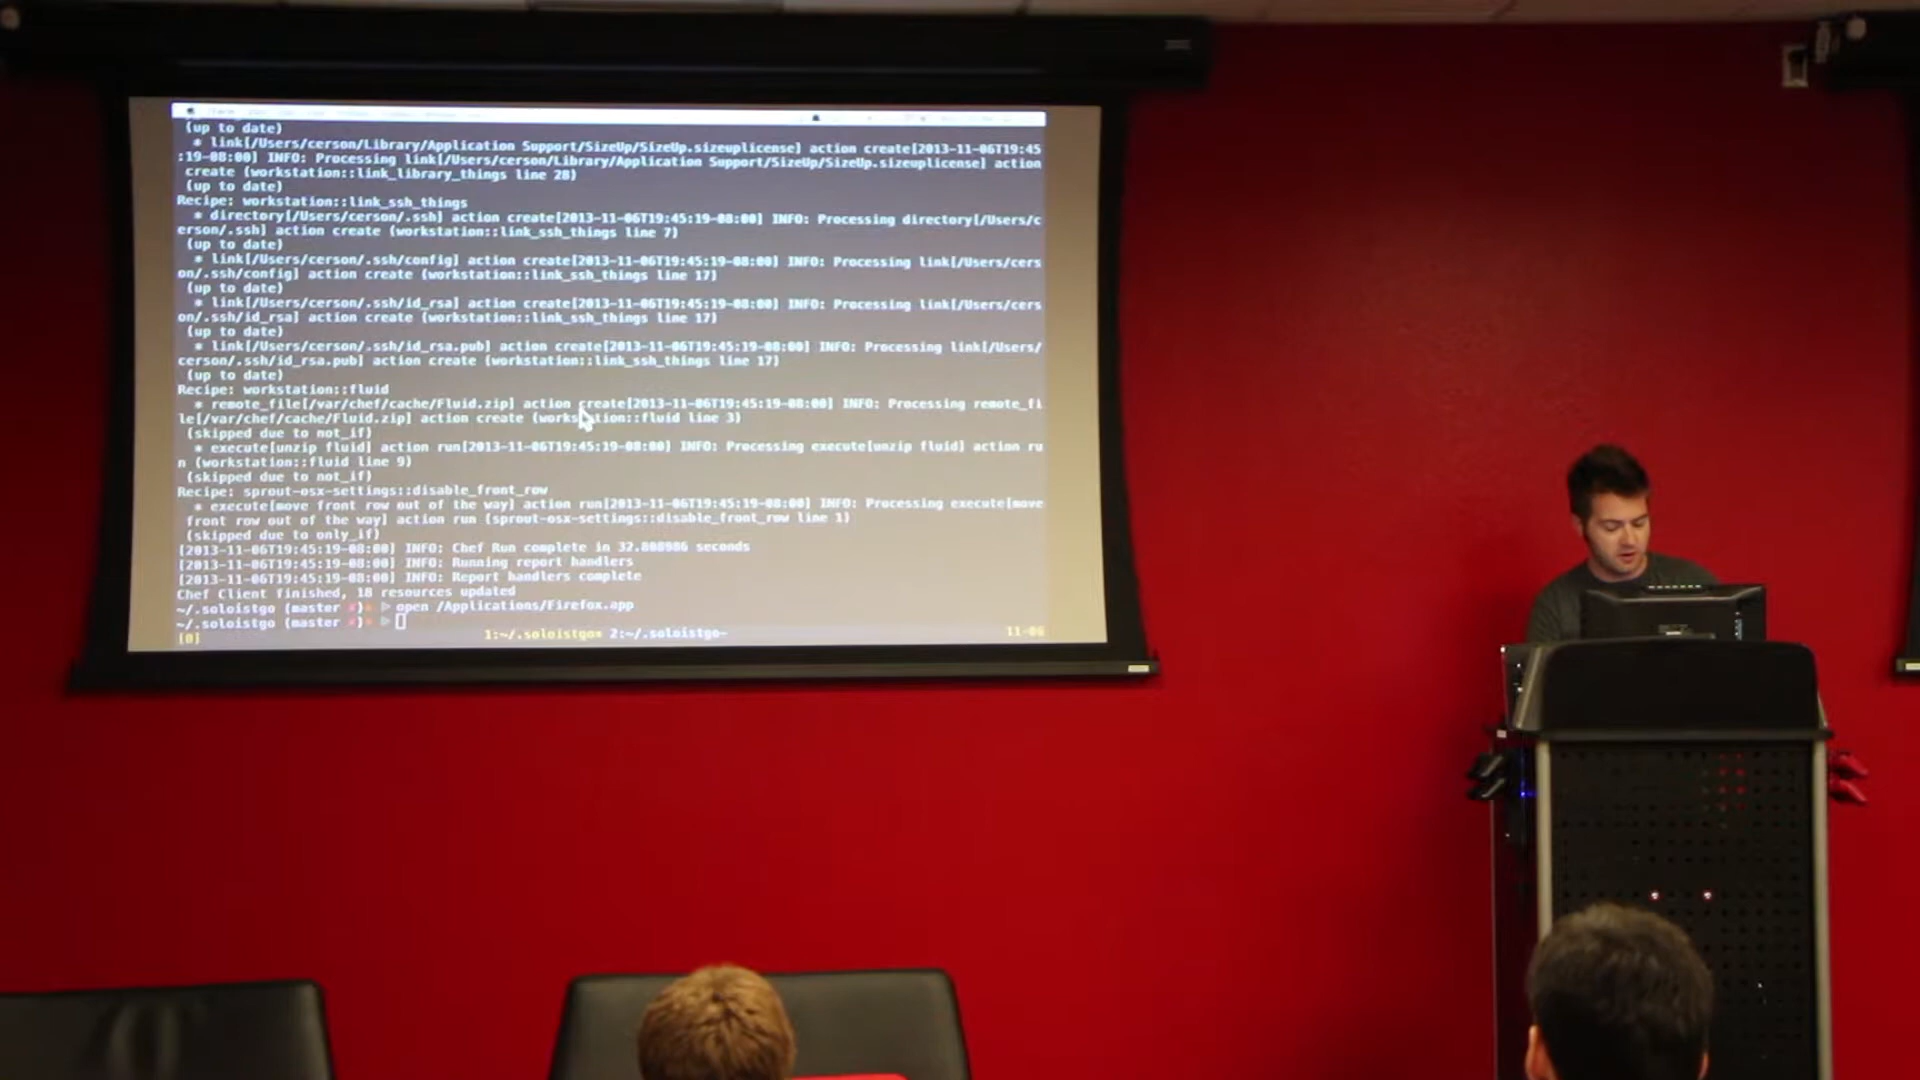 (up to date)
* link[/Users/cerson/Library/Application Support/SizeUp/SizeUp.sizeuplicense] action create[2013-11-06T19:45
:19-08:00] INFO: Processing link[/Users/cerson/Library/Application Support/SizeUp/SizeUp.sizeuplicense] action
create (workstation::link_library_things line 28)
(up to date)
Recipe: workstation::link_ssh_things
* directory[/Users/cerson/.ssh] action create[2013-11-06T19:45:19-08:00] INFO: Processing directory[/Users/c
erson/.ssh] action create (workstation::link_ssh_things line 7)
(up to date)
* link[/Users/cerson/.ssh/config] action create[2013-11-06T19:45:19-08:00] INFO: Processing link[/Users/cers
on/.ssh/config] action create (workstation::link_ssh_things line 17)
(up to date)
* link[/Users/cerson/.ssh/id_rsa] action create[2013-11-06T19:45:19-08:00] INFO: Processing link[/Users/cers
on/.ssh/id_rsa] action create (workstation::link_ssh_things line 17)
(up to date)
* link[/Users/cerson/.ssh/id_rsa.pub] action create[2013-11-06T19:45:19-08:00] INFO: Processing link[/Users/
cerson/.ssh/id_rsa.pub] action create (workstation::link_ssh_things line 17)
(up to date)
Recipe: workstation::fluid
* remote_file[/var/chef/cache/Fluid.zip] action create[2013-11-06T19:45:19-08:00] INFO: Processing remote_fi
le[/var/chef/cache/Fluid.zip] action create (workstation::fluid line 3)
(skipped due to not_if)
* execute[unzip fluid] action run[2013-11-06T19:45:19-08:00] INFO: Processing execute[unzip fluid] action ru
n (workstation::fluid line 9)
(skipped due to not_if)
Recipe: sprout-osx-settings::disable_front_row
* execute[move front row out of the way] action run[2013-11-06T19:45:19-08:00] INFO: Processing execute[move
front row out of the way] action run (sprout-osx-settings::disable_front_row line 1)
(skipped due to only_if)
[2013-11-06T19:45:19-08:00] INFO: Chef Run complete in 32.808986 seconds
[2013-11-06T19:45:19-08:00] INFO: Running report handlers
[2013-11-06T19:45:19-08:00] INFO: Report handlers complete
Chef Client finished, 18 resources updated
~/.soloistgo (master ✗)✶ ▷ open /Applications/Firefox.app
~/.soloistgo (master ✗)✶ ▷
[0] 1:~/.soloistgo* 2:~/.soloistgo- 11-06